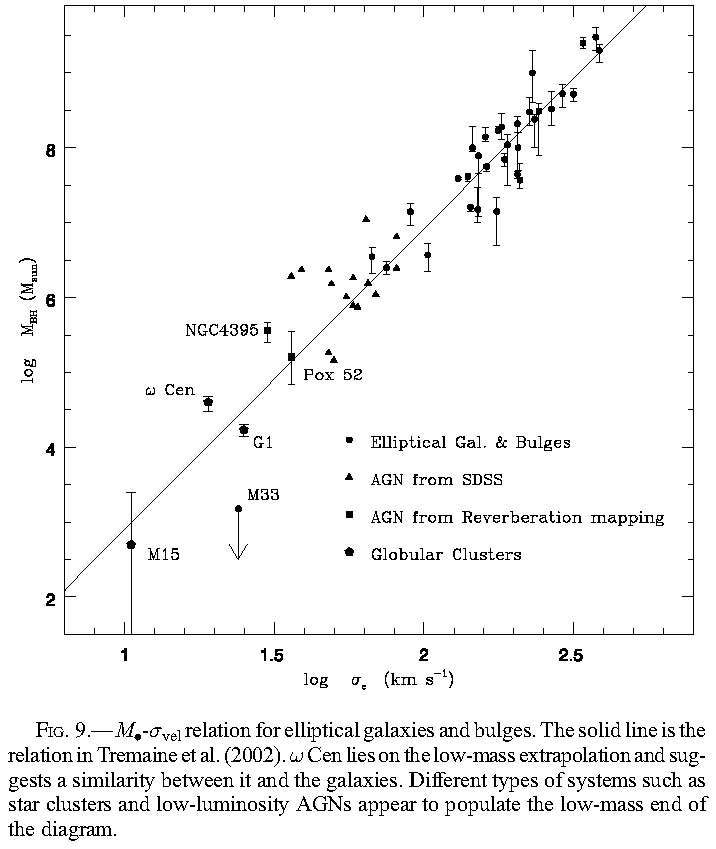 8
6
4
2
log M_BH (M_sun)
NGC4395
Pox 52
ω Cen
G1
M33
M15
Elliptical Gal. & Bulges
AGN from SDSS
AGN from Reverberation mapping
Globular Clusters
1 1.5 2 2.5
log σ_e (km s⁻¹)
FIG. 9.—M•-σ_vel relation for elliptical galaxies and bulges. The solid line is the
relation in Tremaine et al. (2002). ω Cen lies on the low-mass extrapolation and sug-
gests a similarity between it and the galaxies. Different types of systems such as
star clusters and low-luminosity AGNs appear to populate the low-mass end of
the diagram.